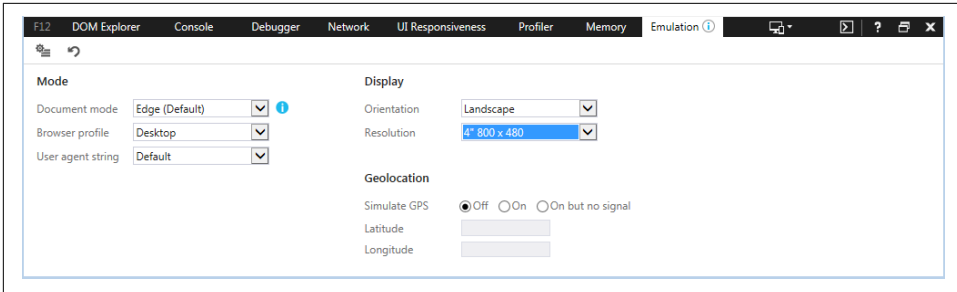 F12 DOM Explorer Console Debugger Network UI Responsiveness Profiler Memory Emulation
Mode
Document mode Edge (Default)
Browser profile Desktop
User agent string Default
Display
Orientation Landscape
Resolution 4" 800 x 480
Geolocation
Simulate GPS Off On On but no signal
Latitude
Longitude